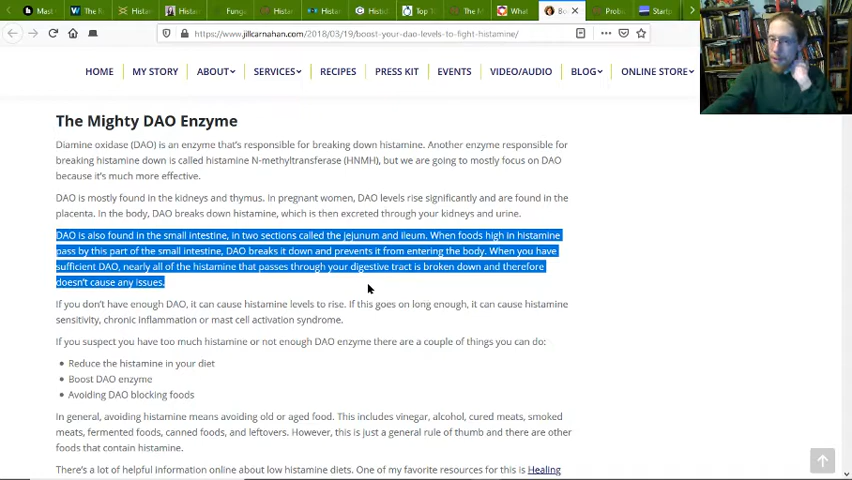 Mast
The R
Hista
Hista
Funga
Histar
Hista
Histid
Top T
The M
What
B
Probi
Startp
https://www.jillcarnahan.com/2018/03/19/boost-your-dao-levels-to-fight-histamine/
HOME MY STORY ABOUT SERVICES RECIPES PRESS KIT EVENTS VIDEO/AUDIO BLOG ONLINE STORE
The Mighty DAO Enzyme
Diamine oxidase (DAO) is an enzyme that's responsible for breaking down histamine. Another enzyme responsible for
breaking histamine down is called histamine N-methyltransferase (HNMH), but we are going to mostly focus on DAO
because it's much more effective.
DAO is mostly found in the kidneys and thymus. In pregnant women, DAO levels rise significantly and are found in the
placenta. In the body, DAO breaks down histamine, which is then excreted through your kidneys and urine.
DAO is also found in the small intestine, in two sections called the jejunum and ileum. When foods high in histamine
pass by this part of the small intestine, DAO breaks it down and prevents it from entering the body. When you have
sufficient DAO, nearly all of the histamine that passes through your digestive tract is broken down and therefore
doesn't cause any issues.
If you don't have enough DAO, it can cause histamine levels to rise. If this goes on long enough, it can cause histamine
sensitivity, chronic inflammation or mast cell activation syndrome.
If you suspect you have too much histamine or not enough DAO enzyme there are a couple of things you can do:
Reduce the histamine in your diet
Boost DAO enzyme
Avoiding DAO blocking foods
In general, avoiding histamine means avoiding old or aged food. This includes vinegar, alcohol, cured meats, smoked
meats, fermented foods, canned foods, and leftovers. However, this is just a general rule of thumb and there are other
foods that contain histamine.
There's a lot of helpful information online about low histamine diets. One of my favorite resources for this is Healing